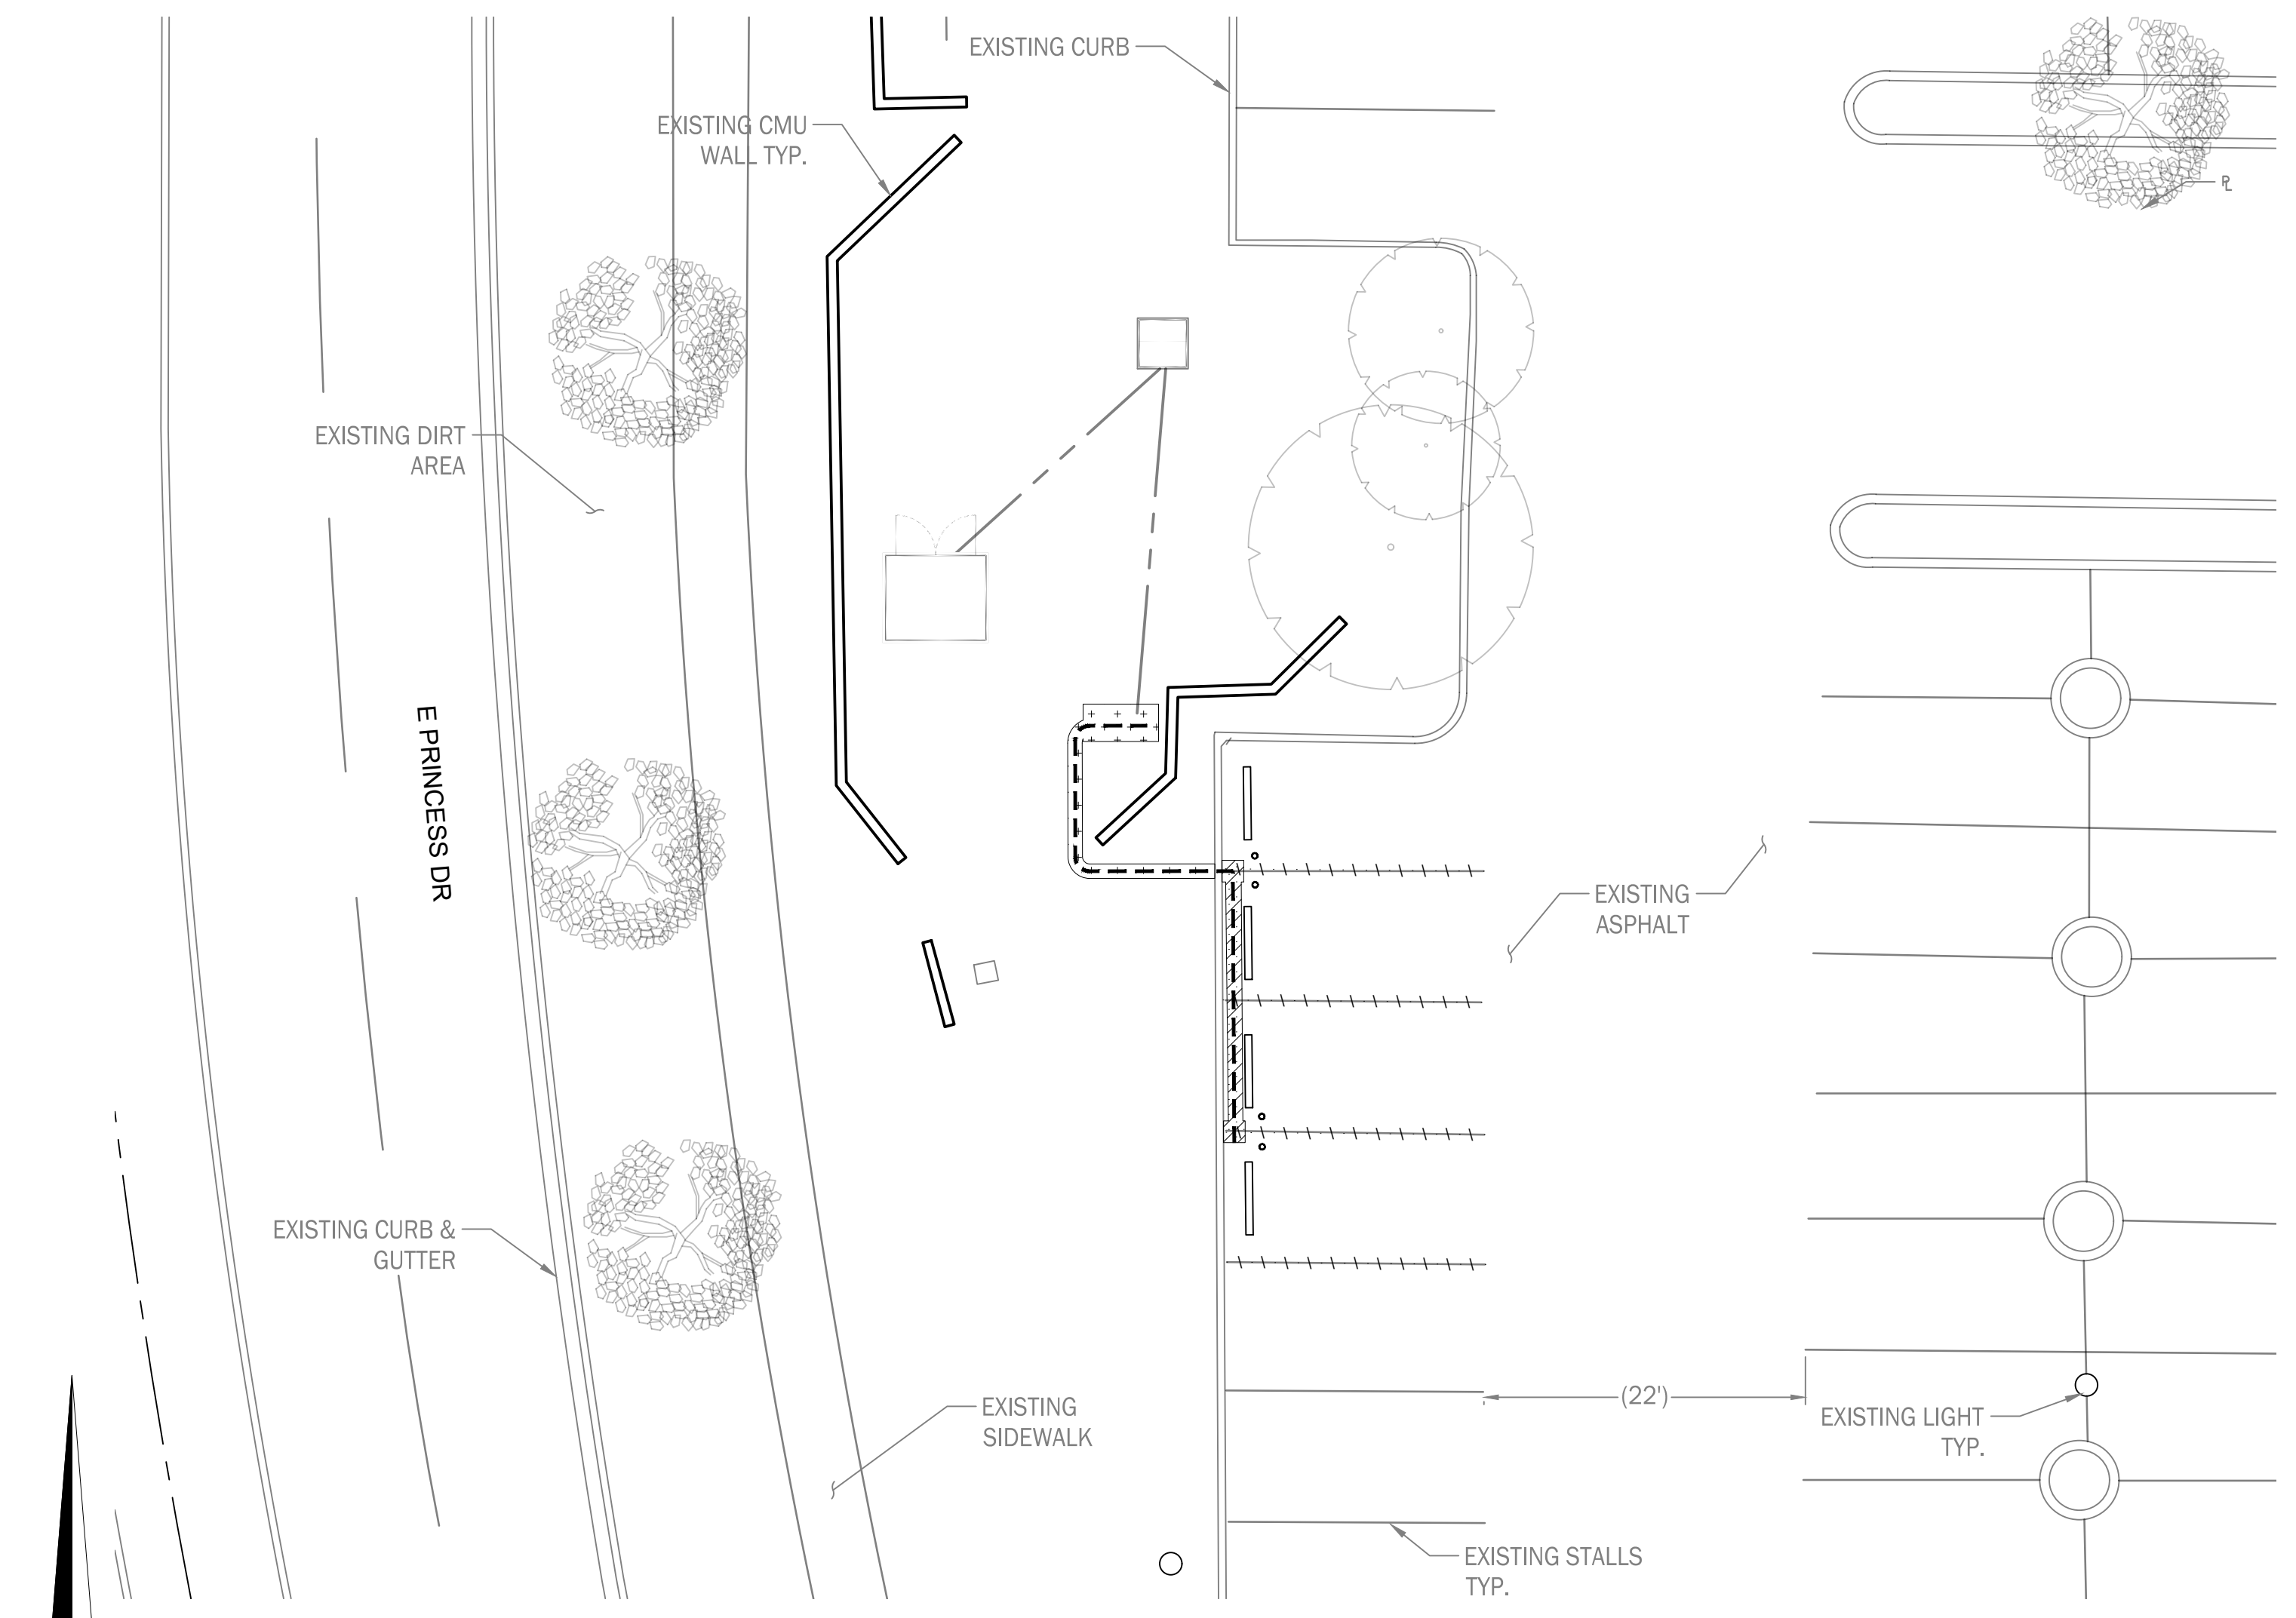 EXISTING CURB
EXISTING CMU
WALL TYP.
PL
EXISTING DIRT
AREA
E PRINCESS DR
EXISTING
ASPHALT
EXISTING CURB &
GUTTER
EXISTING
SIDEWALK
(22')
EXISTING LIGHT
TYP.
EXISTING STALLS
TYP.